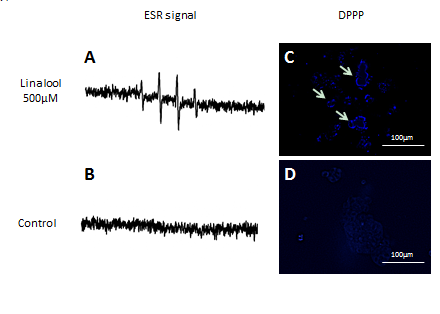 ESR signal
DPPP
A
C
Linalool
500μM
100μm
B
D
Control
100μm